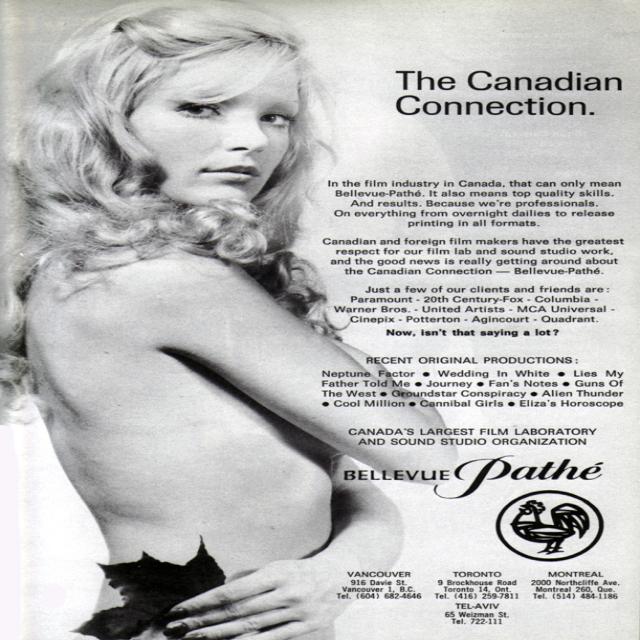 The Canadian
Connection.
In the film industry in Canada, that can only mean
Bellevue-Pathé. It also means top quality skills.
And results. Because we're professionals.
On everything from overnight dailies to release
printing in all formats.
Canadian and foreign film makers have the greatest
respect for our film lab and sound studio work,
and the good news is really getting around about
the Canadian Connection — Bellevue-Pathé.
Just a few of our clients and friends are :
Paramount - 20th Century-Fox - Columbia -
Warner Bros. - United Artists - MCA Universal -
Cinepix - Potterton - Agincourt - Quadrant.
Now, isn't that saying a lot?
RECENT ORIGINAL PRODUCTIONS :
Neptune Factor ● Wedding In White ● Lies My
Father Told Me ● Journey ● Fan's Notes ● Guns Of
The West ● Groundstar Conspiracy ● Alien Thunder
● Cool Million ● Cannibal Girls ● Eliza's Horoscope
CANADA'S LARGEST FILM LABORATORY
AND SOUND STUDIO ORGANIZATION
BELLEVUE Pathé
VANCOUVER
916 Davie St.
Vancouver 1, B.C.
Tel. (604) 682-4646
TORONTO
9 Brockhouse Road
Toronto 14, Ont.
Tel. (416) 259-7811
MONTREAL
2000 Northcliffe Ave.
Montreal 260, Que.
Tel. (514) 484-1186
TEL-AVIV
65 Weizman St.
Tel. 722-111